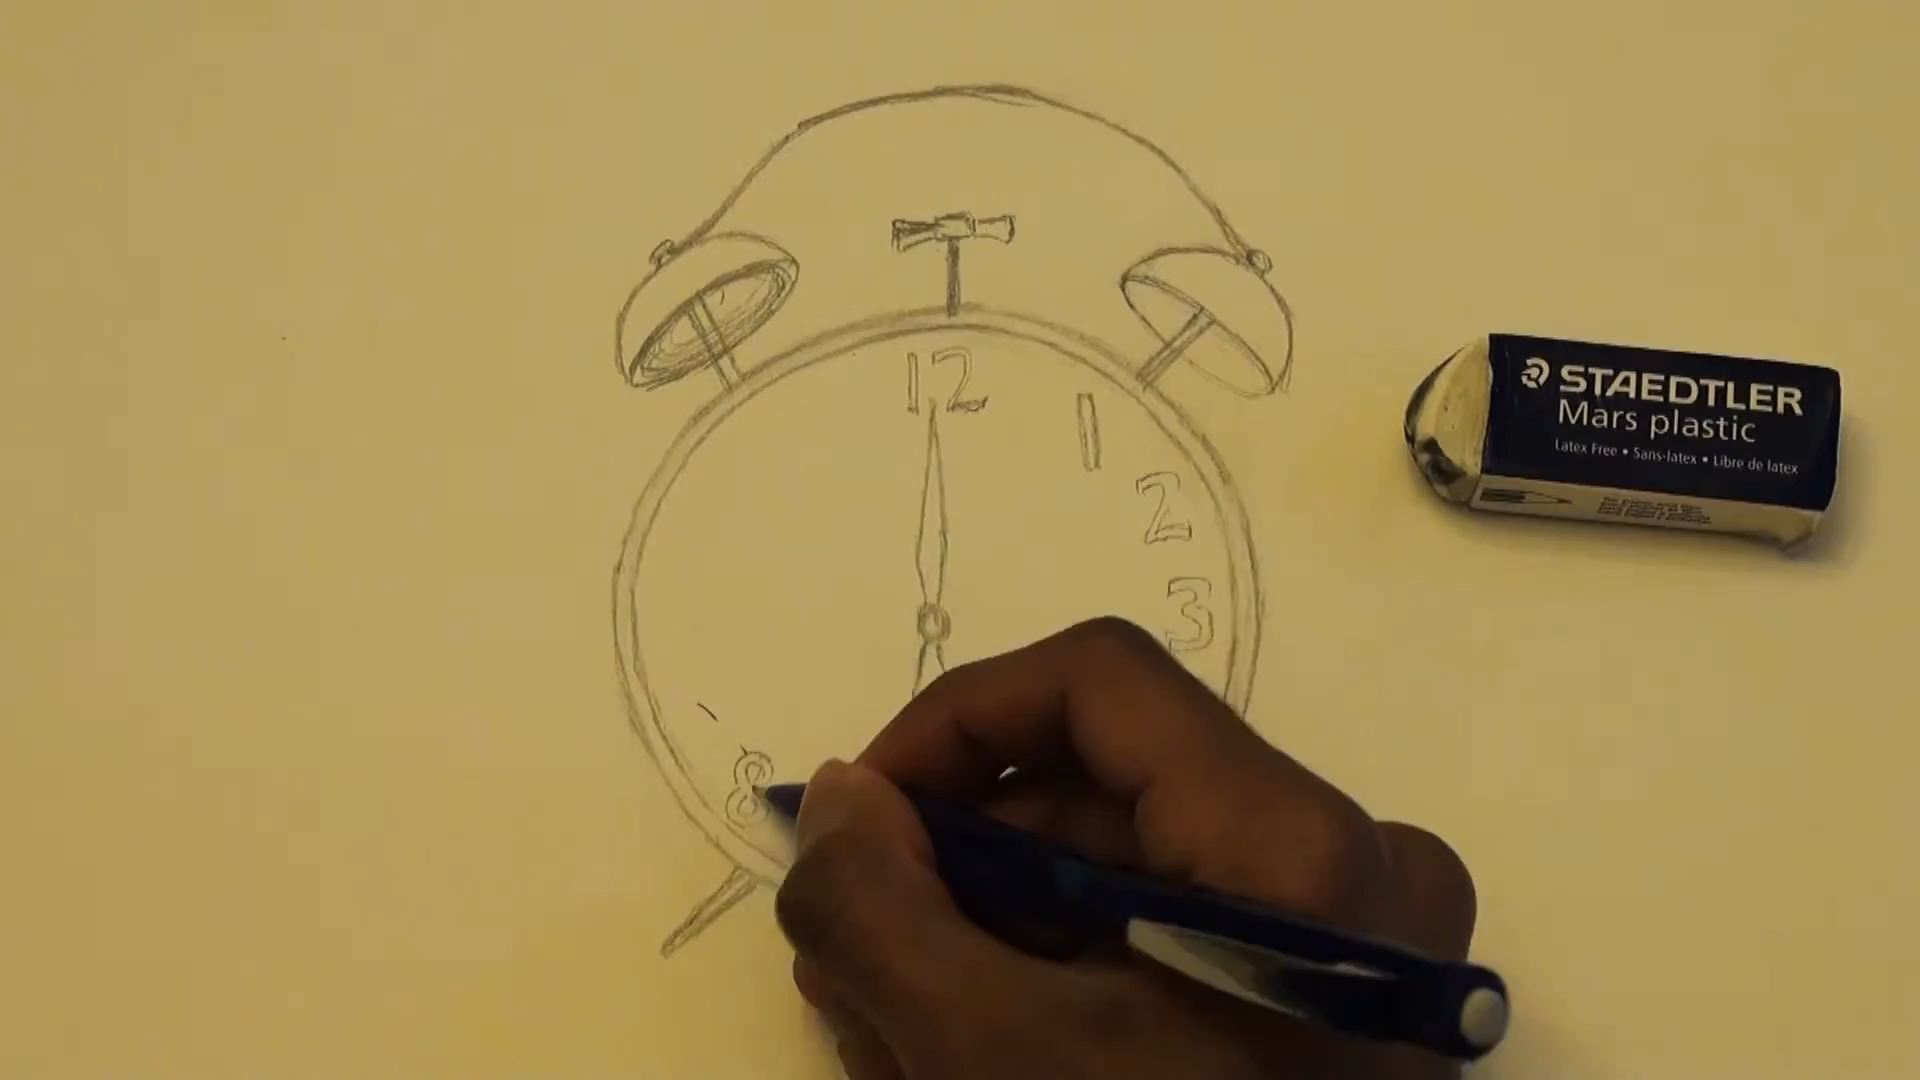 12
1
2
3
8
STAEDTLER
Mars plastic
Latex Free • Sans-latex • Libre de latex